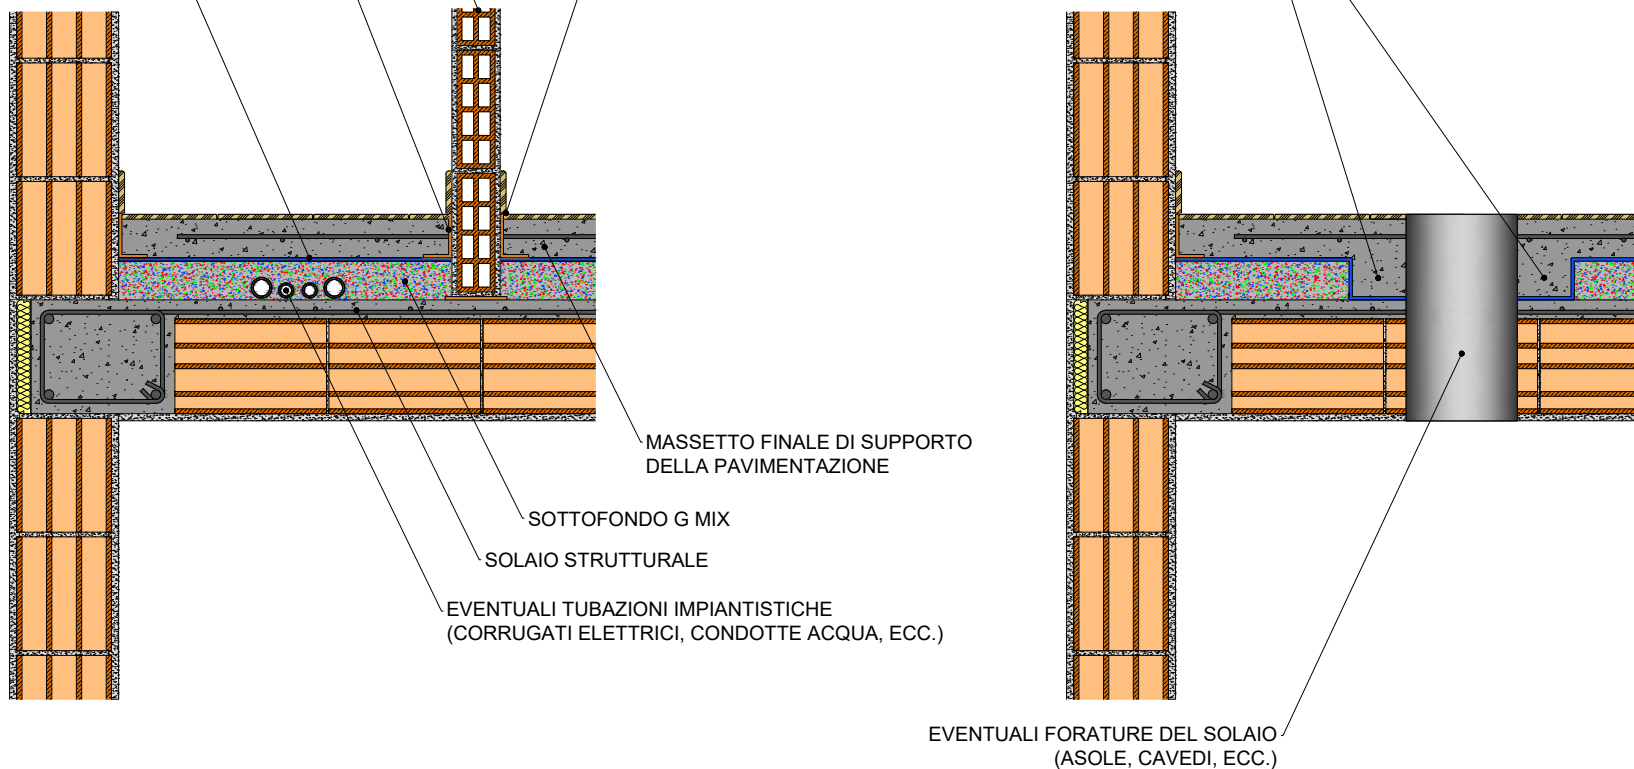 MASSETTO FINALE DI SUPPORTO
DELLA PAVIMENTAZIONE
SOTTOFONDO G MIX
SOLAIO STRUTTURALE
EVENTUALI TUBAZIONI IMPIANTISTICHE
(CORRUGATI ELETTRICI, CONDOTTE ACQUA, ECC.)
EVENTUALI FORATURE DEL SOLAIO
(ASOLE, CAVEDI, ECC.)